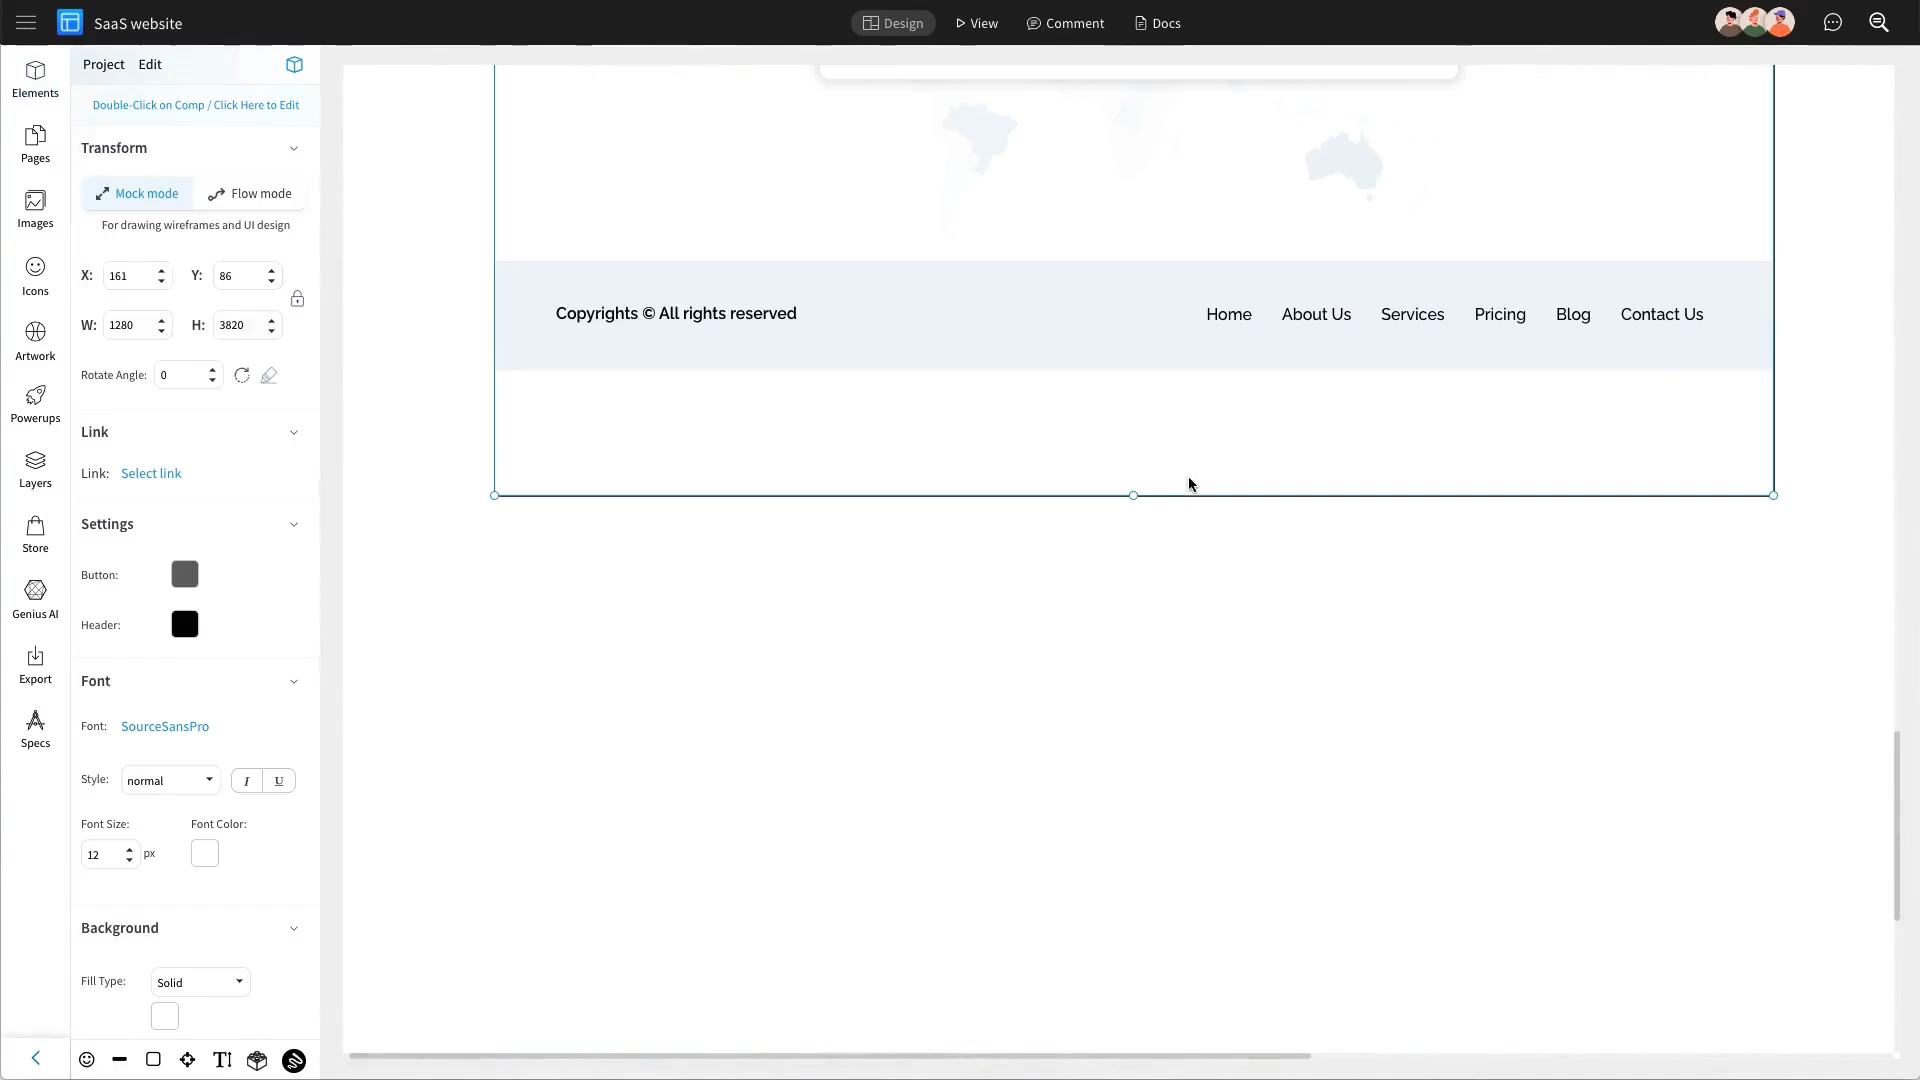 SaaS website
Design
View
Comment
Docs
Elements
Pages
Images
Icons
Artwork
Powerups
Layers
Store
Genius AI
Export
Specs
Project Edit
Double-Click on Comp / Click Here to Edit
Transform
Mock mode
Flow mode
For drawing wireframes and UI design
X: 161 Y: 86
W: 1280 H: 3820
Rotate Angle: 0
Link
Link: Select link
Settings
Button:
Header:
Font
Font: SourceSansPro
Style: normal I U
Font Size: Font Color:
12 px
Background
Fill Type: Solid
T
Copyrights © All rights reserved
Home About Us Services Pricing Blog Contact Us